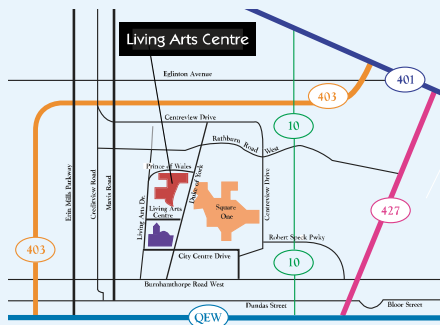 Living Arts Centre
401
Eglinton Avenue
403
Centreview Drive
10
Rathburn Road West
Prince of Wales
Duke of York
Erin Mills Parkway
Creditview Road
Mavis Road
Living Arts Dr.
Living Arts
Centre
Square
One
Centreview Drive
427
Robert Speck Pkwy
403
City Centre Drive
10
Burnhamthorpe Road West
Dundas Street
Bloor Street
QEW